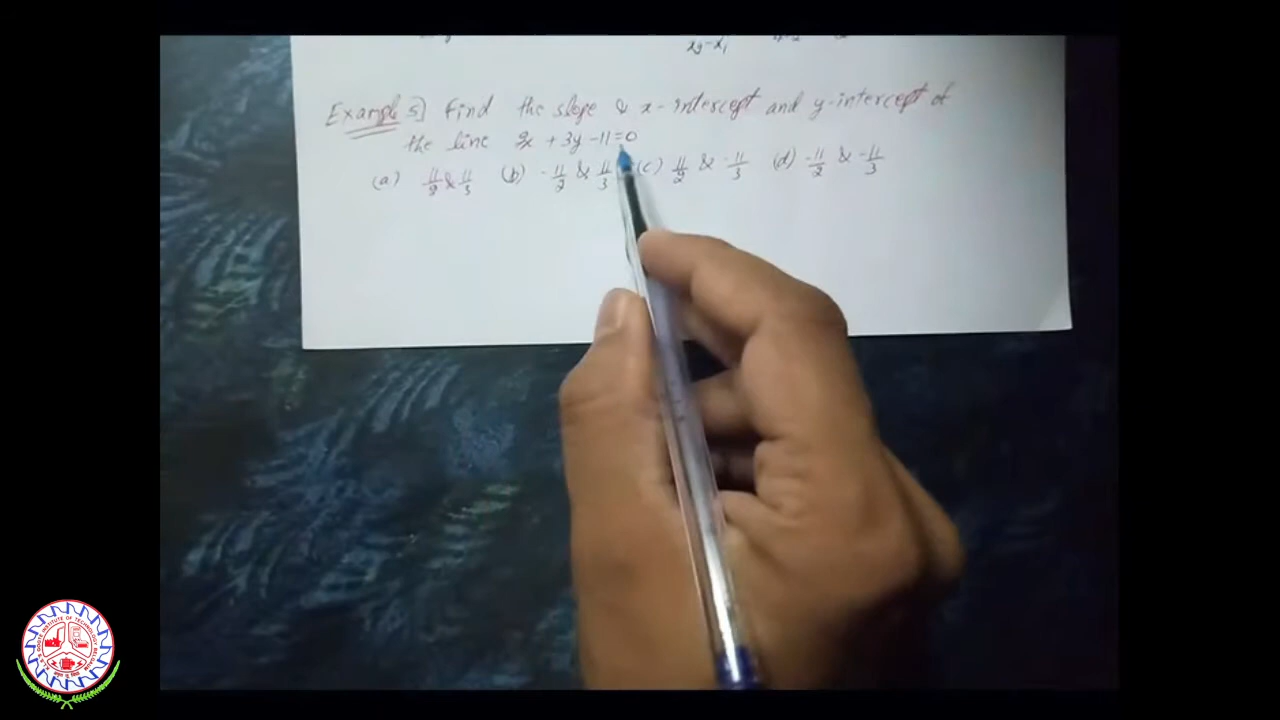 Example 5] Find the slope & x-intercept and y-intercept of
the line 2x + 3y -11=0
(a) 11/2 & 11/3 (b) -11/2 & 11/3 (c) 11/2 & -11/3 (d) -11/2 & -11/3